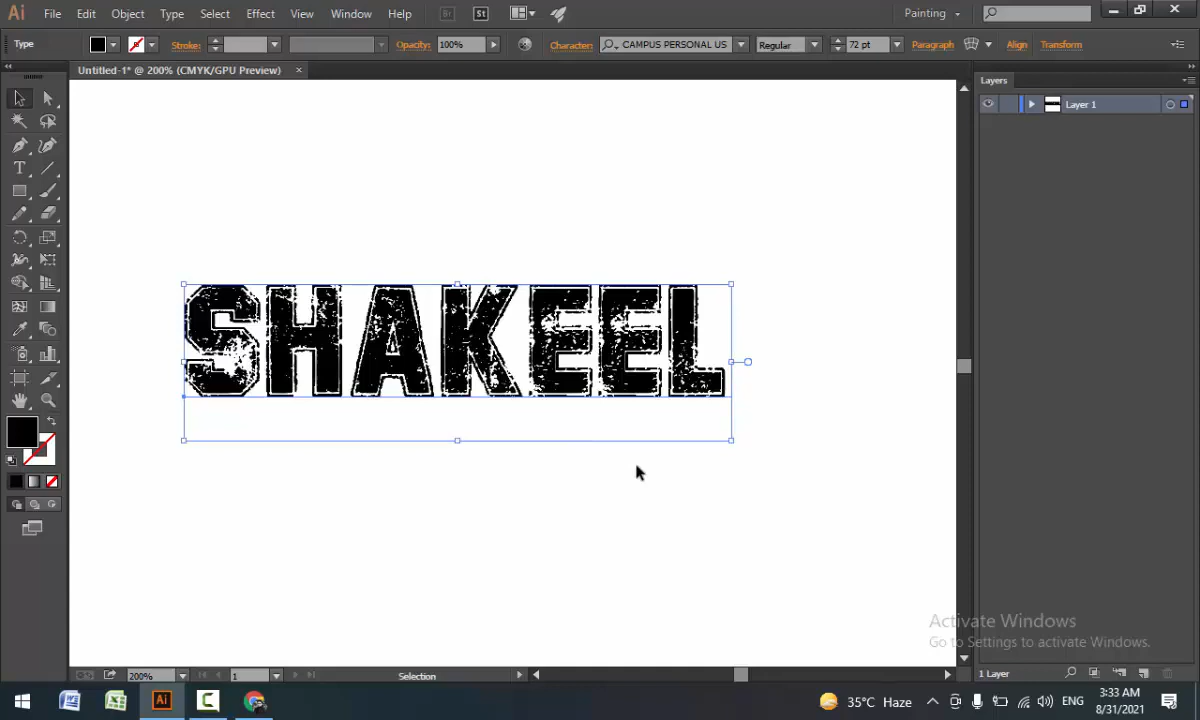 Ai File Edit Object Type Select Effect View Window Help Br St Painting
Type Stroke: Opacity: 100% Character: CAMPUS PERSONAL US Regular 72 pt Paragraph Align Transform
Untitled-1* @ 200% (CMYK/GPU Preview) ×
Layers
Layer 1
T
SHAKEEL
Activate Windows
Go to Settings to activate Windows.
200% 1 Selection 1 Layer
Ai C 35°C Haze ENG 3:33 AM
8/31/2021